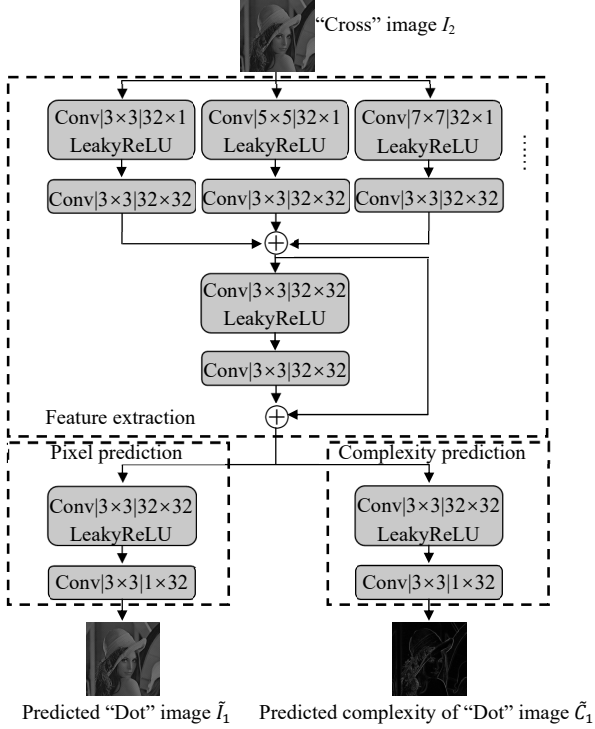 “Cross” image I₂
Conv|3×3|32×1
LeakyReLU
Conv|5×5|32×1
LeakyReLU
Conv|7×7|32×1
LeakyReLU
........
Conv|3×3|32×32
Conv|3×3|32×32
Conv|3×3|32×32
Conv|3×3|32×32
LeakyReLU
Conv|3×3|32×32
Feature extraction
Pixel prediction
Complexity prediction
Conv|3×3|32×32
LeakyReLU
Conv|3×3|32×32
LeakyReLU
Conv|3×3|1×32
Conv|3×3|1×32
Predicted “Dot” image Ĩ₁
Predicted complexity of “Dot” image C̃₁